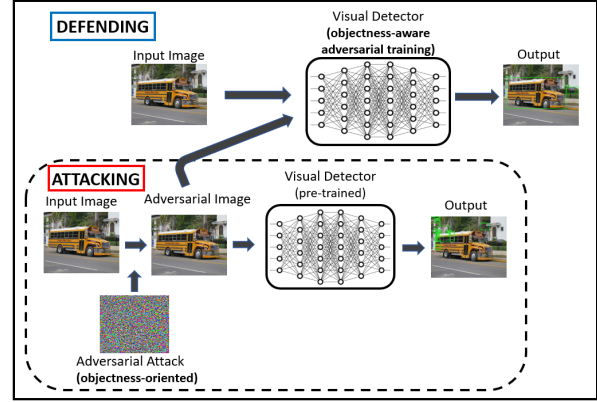 DEFENDING
Visual Detector
(objectness-aware
adversarial training)
Input Image
Output
ATTACKING
Input Image
Adversarial Image
Visual Detector
(pre-trained)
Output
Adversarial Attack
(objectness-oriented)